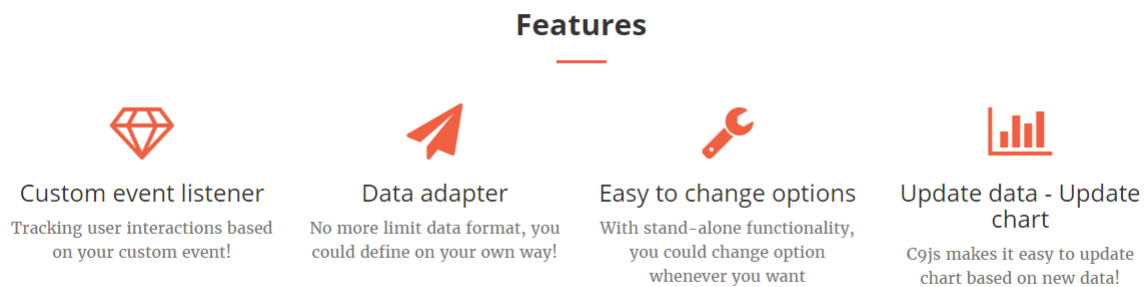 Features
Custom event listener
Tracking user interactions based
on your custom event!
Data adapter
No more limit data format, you
could define on your own way!
Easy to change options
With stand-alone functionality,
you could change option
whenever you want
Update data - Update
chart
C9js makes it easy to update
chart based on new data!